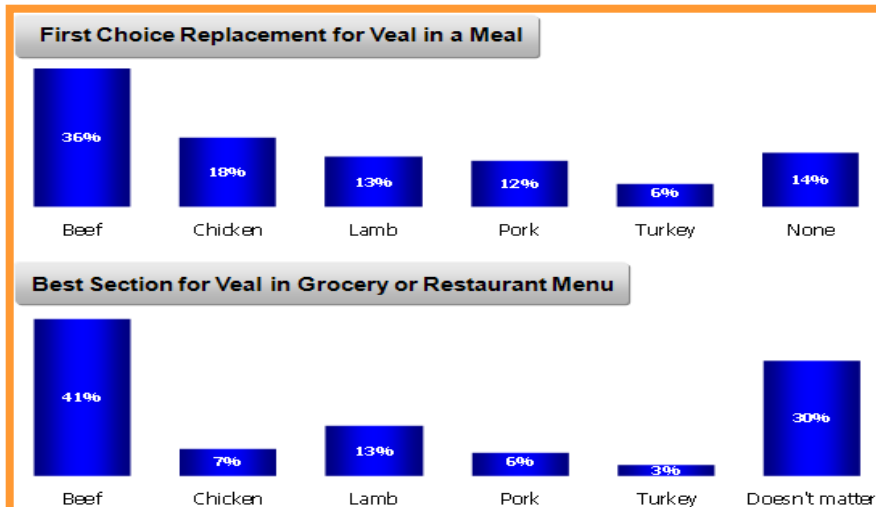 First Choice Replacement for Veal in a Meal
36% 18% 13% 12% 6% 14%
Beef Chicken Lamb Pork Turkey None
Best Section for Veal in Grocery or Restaurant Menu
41% 7% 13% 6% 3% 30%
Beef Chicken Lamb Pork Turkey Doesn't matter